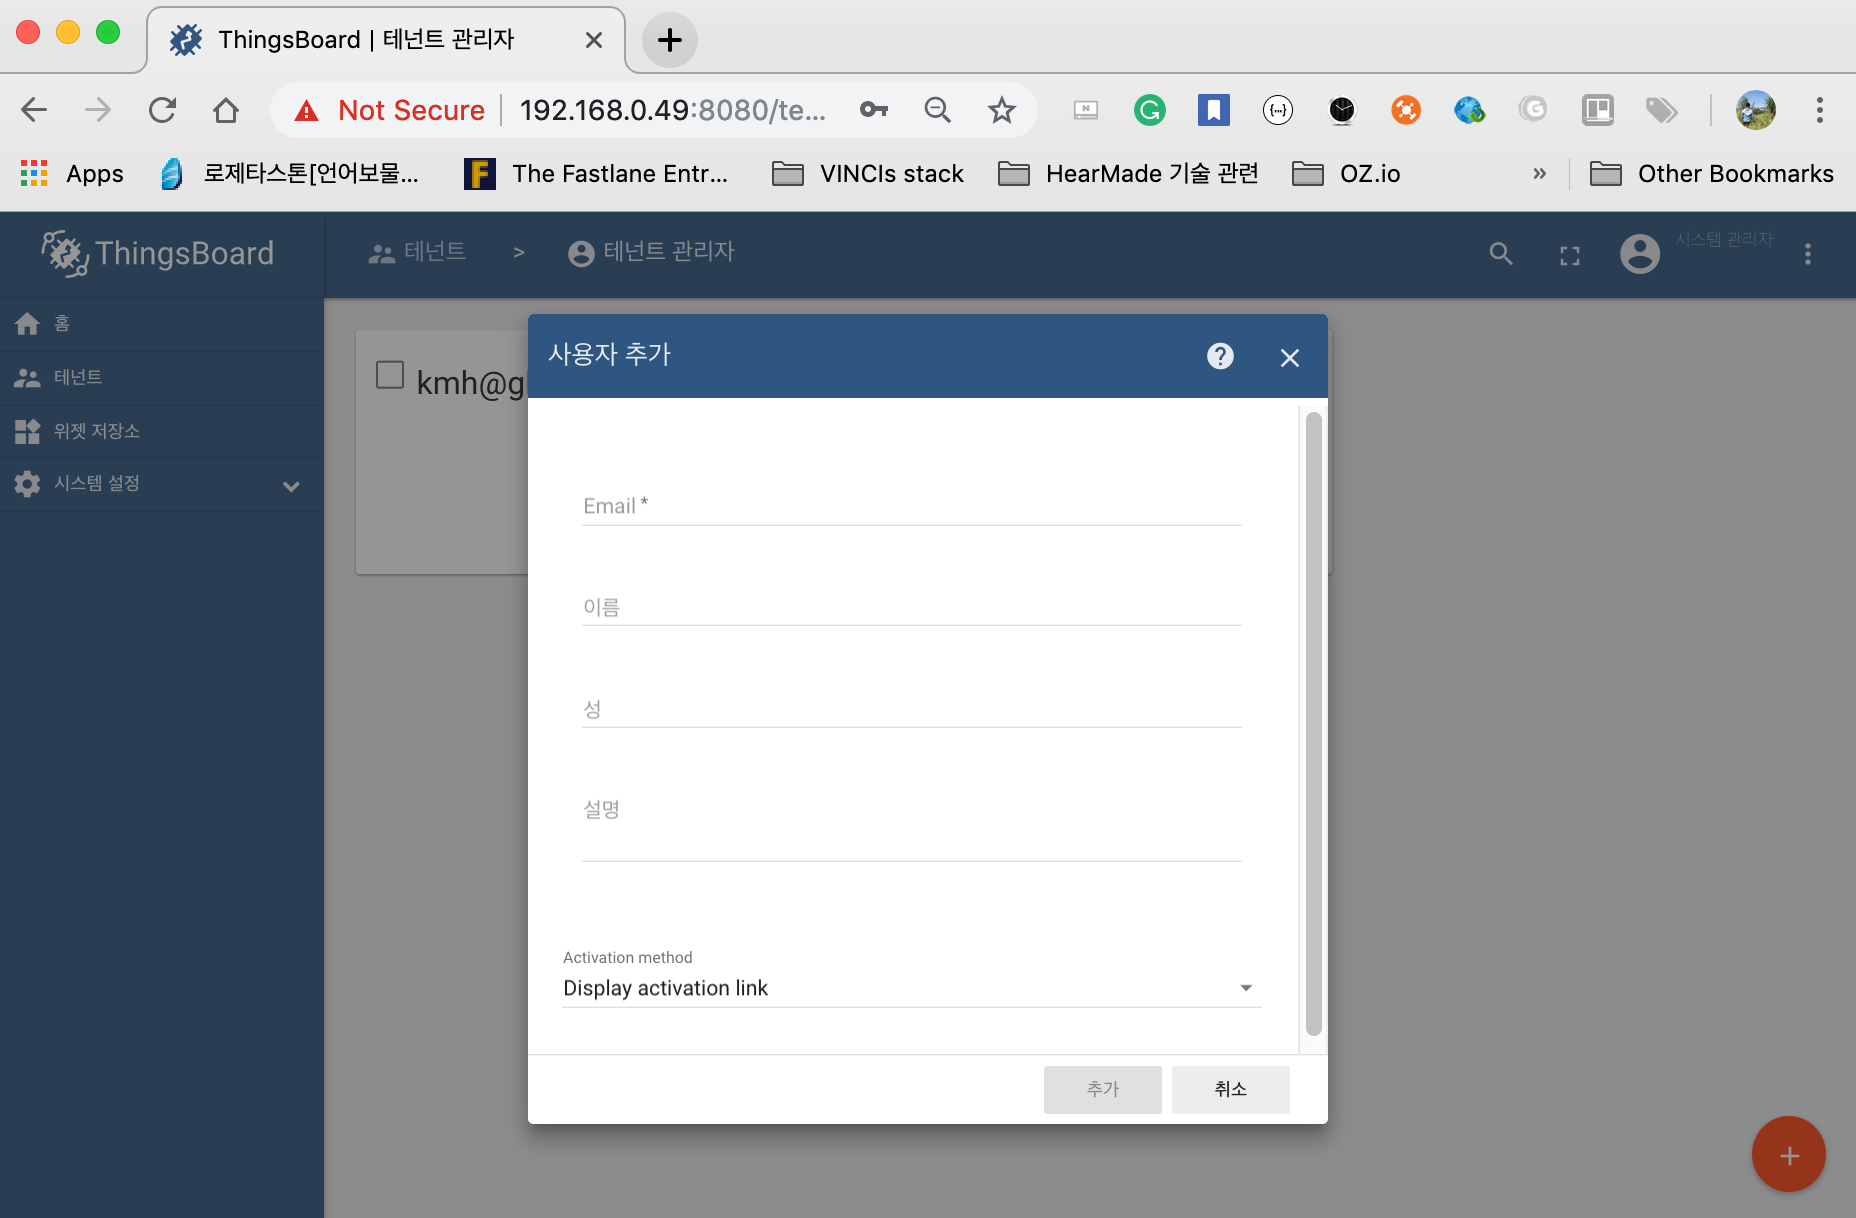 ThingsBoard | 테넌트 관리자
Not Secure
192.168.0.49:8080/te...
Apps
로제타스톤[언어보물...
The Fastlane Entr...
VINCIs stack
HearMade 기술 관련
OZ.io
»
Other Bookmarks
ThingsBoard
테넌트
>
테넌트 관리자
시스템 관리자
홈
테넌트
위젯 저장소
시스템 설정
kmh@g
사용자 추가
Email *
이름
성
설명
Activation method
Display activation link
추가
취소